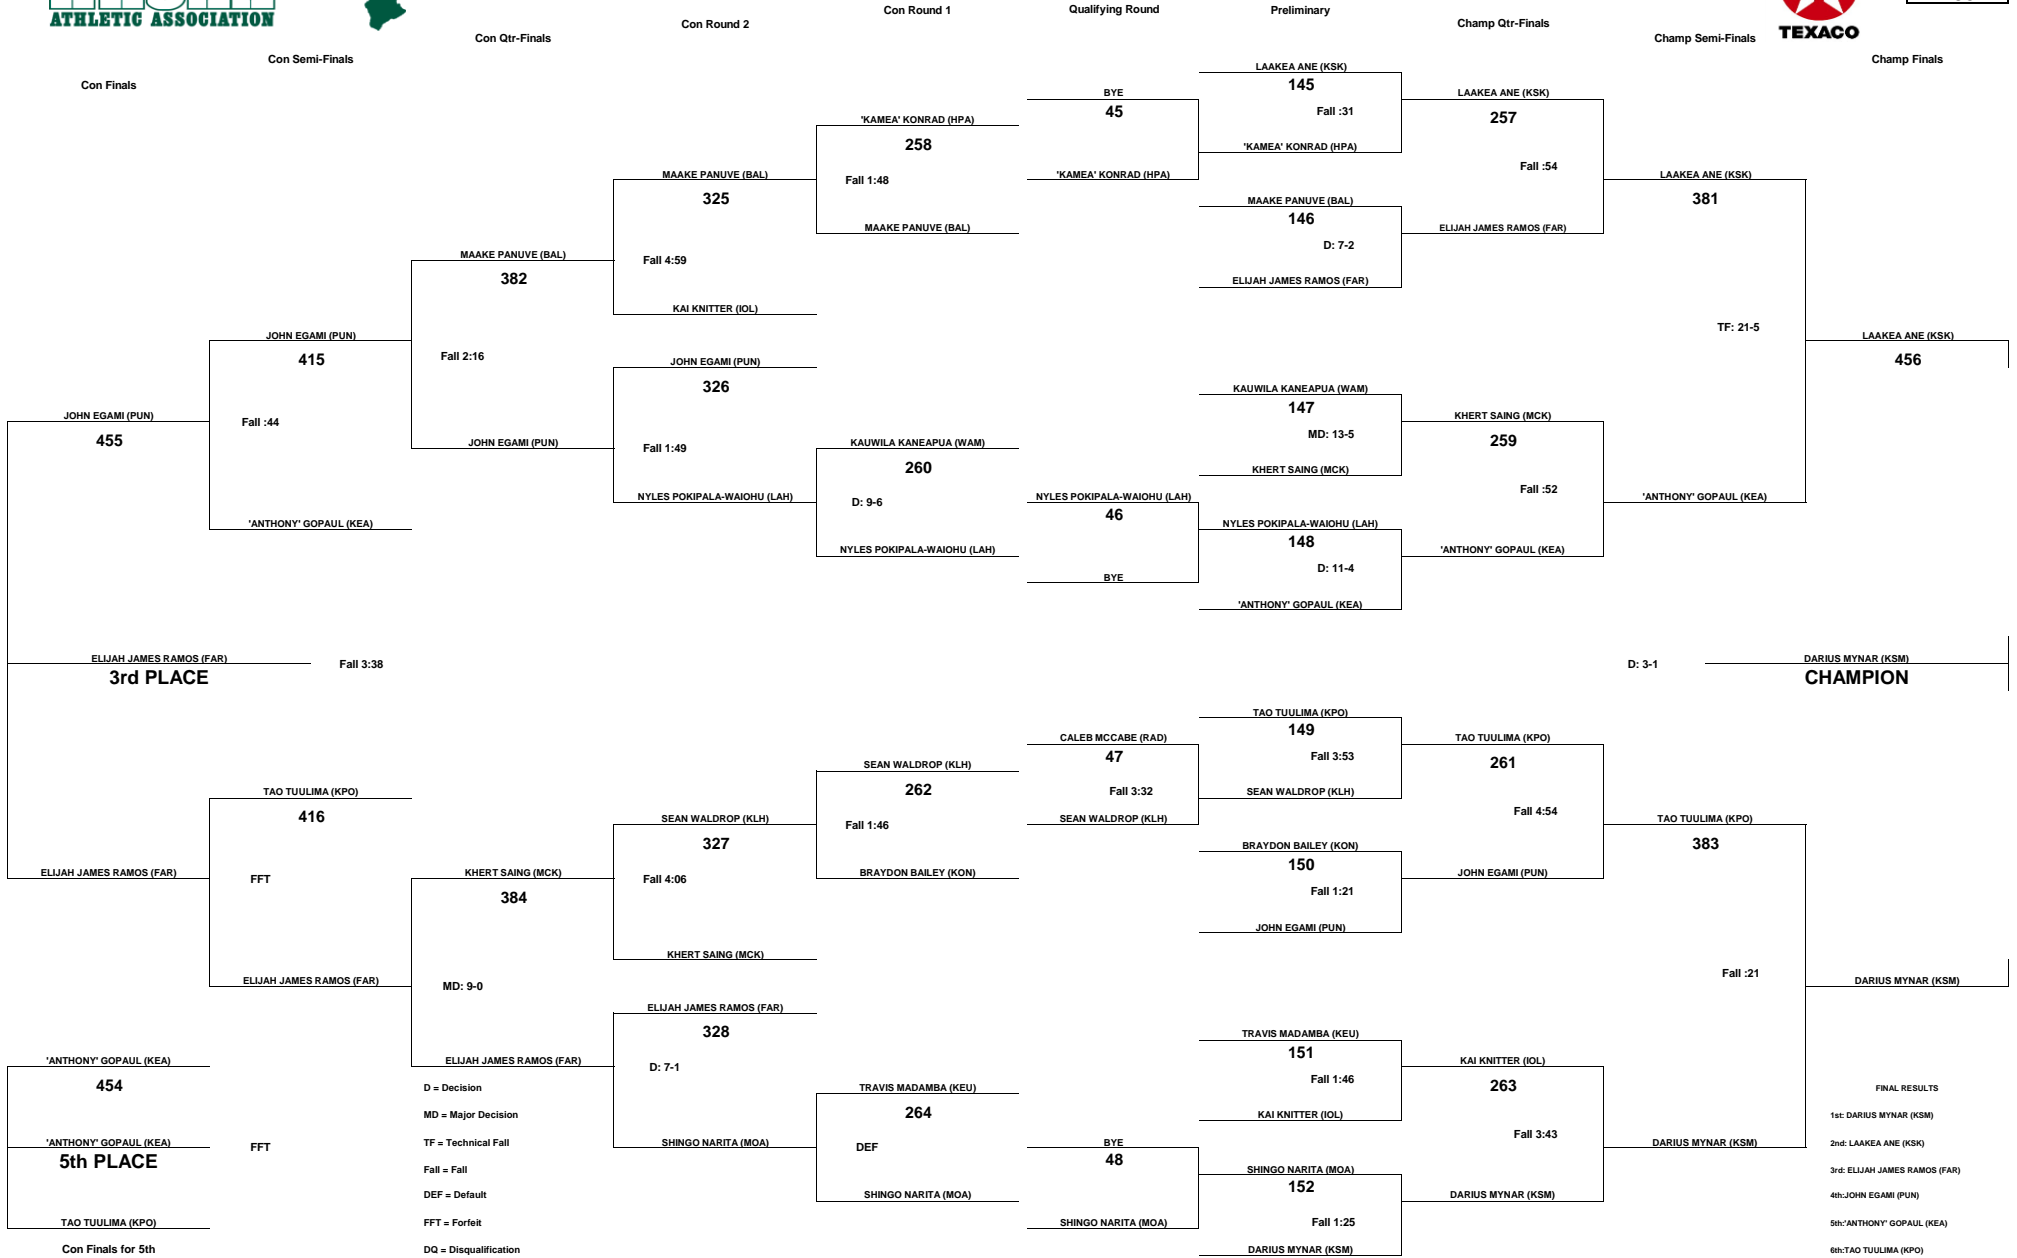 ATHLETIC ASSOCIATION
TEXACO
Con Finals
Con Semi-Finals
Con Qtr-Finals
Con Round 2
Con Round 1
Qualifying Round
Preliminary
Champ Qtr-Finals
Champ Semi-Finals
Champ Finals
JOHN EGAMI (PUN)
455
ELIJAH JAMES RAMOS (FAR)
3rd PLACE
Fall 3:38
ELIJAH JAMES RAMOS (FAR)
'ANTHONY' GOPAUL (KEA)
454
'ANTHONY' GOPAUL (KEA)
5th PLACE
FFT
TAO TUULIMA (KPO)
Con Finals for 5th
JOHN EGAMI (PUN)
415
Fall :44
'ANTHONY' GOPAUL (KEA)
TAO TUULIMA (KPO)
416
FFT
ELIJAH JAMES RAMOS (FAR)
MAAKE PANUVE (BAL)
382
Fall 2:16
JOHN EGAMI (PUN)
KHERT SAING (MCK)
384
MD: 9-0
ELIJAH JAMES RAMOS (FAR)
D = Decision
MD = Major Decision
TF = Technical Fall
Fall = Fall
DEF = Default
FFT = Forfeit
DQ = Disqualification
MAAKE PANUVE (BAL)
325
Fall 4:59
KAI KNITTER (IOL)
JOHN EGAMI (PUN)
326
Fall 1:49
NYLES POKIPALA-WAIOHU (LAH)
SEAN WALDROP (KLH)
327
Fall 4:06
KHERT SAING (MCK)
ELIJAH JAMES RAMOS (FAR)
328
D: 7-1
SHINGO NARITA (MOA)
'KAMEA' KONRAD (HPA)
258
Fall 1:48
MAAKE PANUVE (BAL)
KAUWILA KANEAPUA (WAM)
260
D: 9-6
NYLES POKIPALA-WAIOHU (LAH)
SEAN WALDROP (KLH)
262
Fall 1:46
BRAYDON BAILEY (KON)
TRAVIS MADAMBA (KEU)
264
DEF
SHINGO NARITA (MOA)
BYE
45
'KAMEA' KONRAD (HPA)
NYLES POKIPALA-WAIOHU (LAH)
46
BYE
CALEB MCCABE (RAD)
47
Fall 3:32
SEAN WALDROP (KLH)
BYE
48
SHINGO NARITA (MOA)
LAAKEA ANE (KSK)
145
Fall :31
'KAMEA' KONRAD (HPA)
MAAKE PANUVE (BAL)
146
D: 7-2
ELIJAH JAMES RAMOS (FAR)
KAUWILA KANEAPUA (WAM)
147
MD: 13-5
KHERT SAING (MCK)
NYLES POKIPALA-WAIOHU (LAH)
148
D: 11-4
'ANTHONY' GOPAUL (KEA)
TAO TUULIMA (KPO)
149
Fall 3:53
SEAN WALDROP (KLH)
BRAYDON BAILEY (KON)
150
Fall 1:21
JOHN EGAMI (PUN)
TRAVIS MADAMBA (KEU)
151
Fall 1:46
KAI KNITTER (IOL)
SHINGO NARITA (MOA)
152
Fall 1:25
DARIUS MYNAR (KSM)
LAAKEA ANE (KSK)
257
Fall :54
ELIJAH JAMES RAMOS (FAR)
KHERT SAING (MCK)
259
Fall :52
'ANTHONY' GOPAUL (KEA)
TAO TUULIMA (KPO)
261
Fall 4:54
JOHN EGAMI (PUN)
KAI KNITTER (IOL)
263
Fall 3:43
DARIUS MYNAR (KSM)
LAAKEA ANE (KSK)
381
TF: 21-5
'ANTHONY' GOPAUL (KEA)
TAO TUULIMA (KPO)
383
Fall :21
DARIUS MYNAR (KSM)
LAAKEA ANE (KSK)
456
D: 3-1
DARIUS MYNAR (KSM)
CHAMPION
DARIUS MYNAR (KSM)
FINAL RESULTS
1st: DARIUS MYNAR (KSM)
2nd: LAAKEA ANE (KSK)
3rd: ELIJAH JAMES RAMOS (FAR)
4th:JOHN EGAMI (PUN)
5th:'ANTHONY' GOPAUL (KEA)
6th:TAO TUULIMA (KPO)